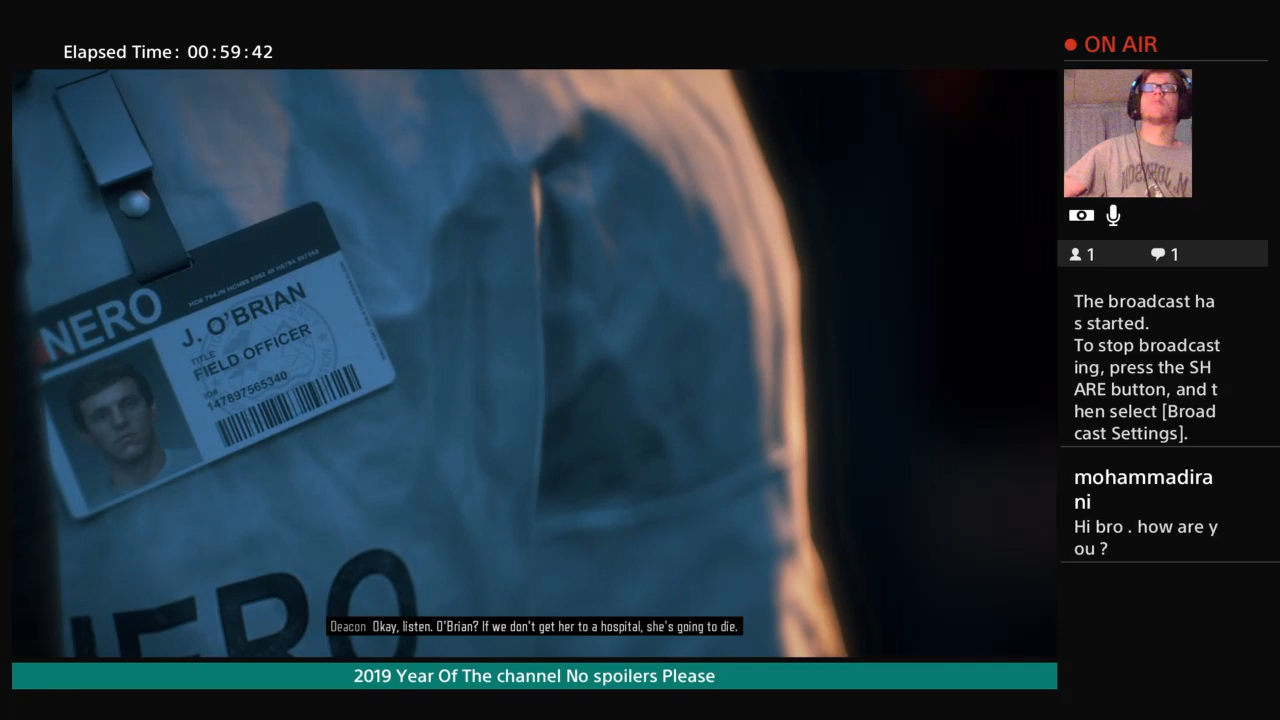 Elapsed Time: 00:59:42
ON AIR
NERO
J. O'BRIAN
TITLE
FIELD OFFICER
ID#
147897565340
NERO
Deacon Okay, listen. O'Brian? If we don't get her to a hospital, she's going to die.
2019 Year Of The channel No spoilers Please
1
1
The broadcast ha
s started.
To stop broadcast
ing, press the SH
ARE button, and t
hen select [Broad
cast Settings].
mohammadira
ni
Hi bro . how are y
ou ?